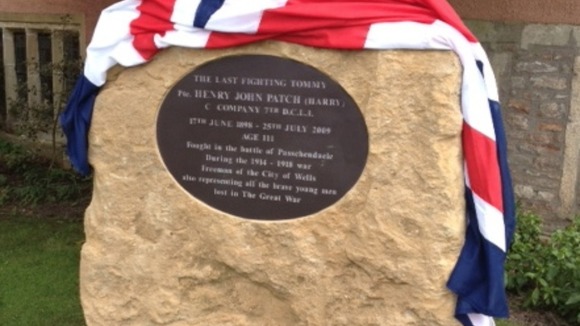 THE LAST FIGHTING TOMMY
Pte. HENRY JOHN PATCH (HARRY)
C COMPANY 7TH D.C.L.I.
17TH JUNE 1898 - 25TH JULY 2009
AGE 111
Fought in the battle of Passchendaele
During the 1914 - 1918 war
Freeman of the City of Wells
also representing all the brave young men
lost in The Great War